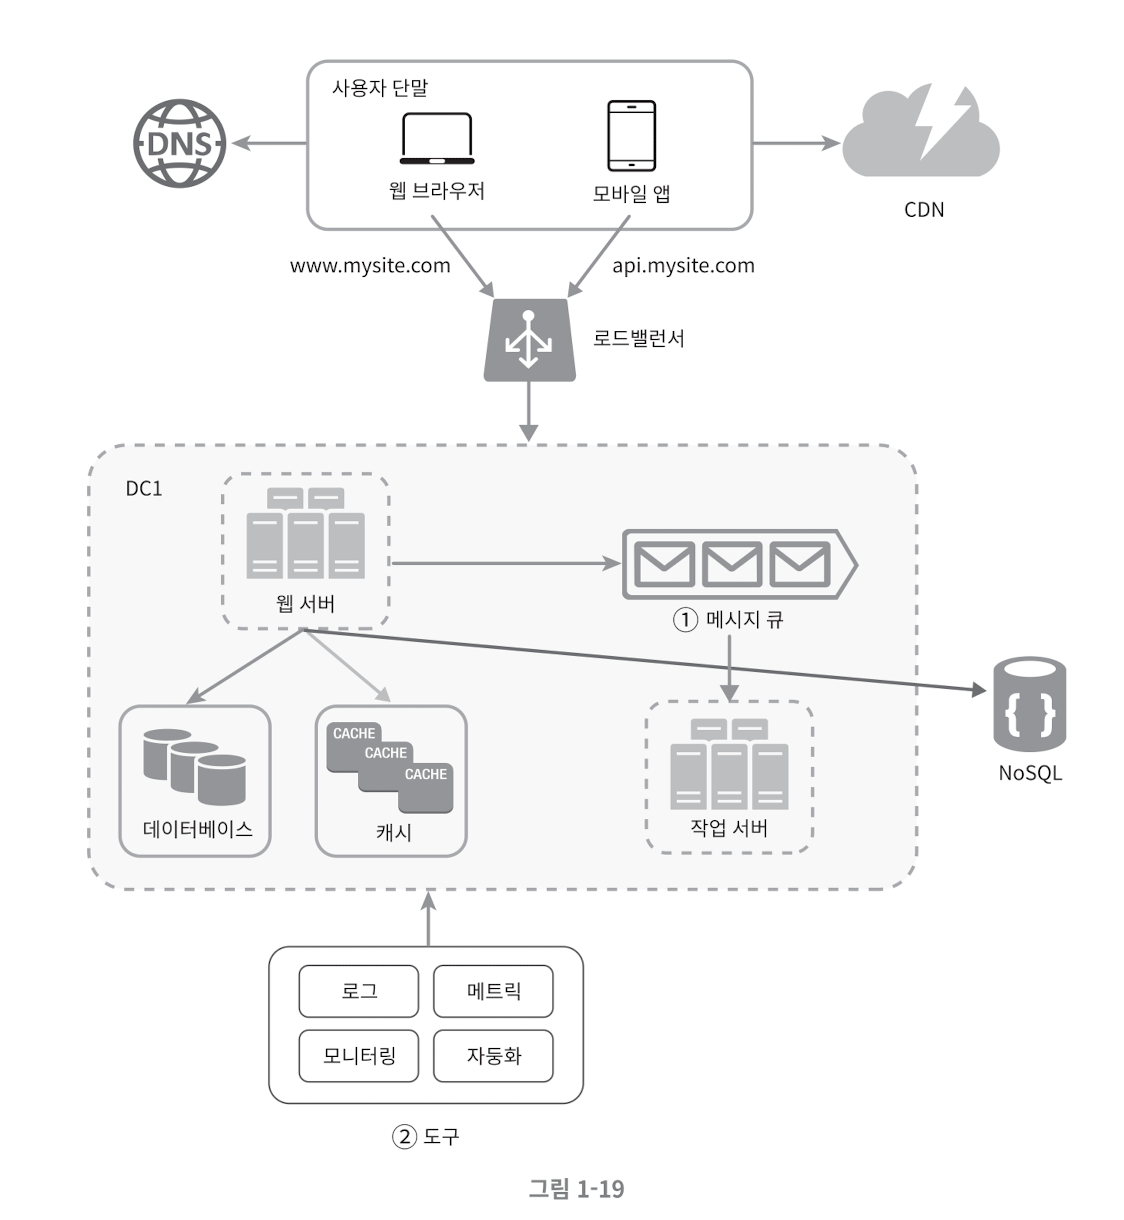 사용자 단말
DNS
웹 브라우저
모바일 앱
CDN
www.mysite.com
api.mysite.com
로드밸런서
DC1
웹 서버
① 메시지 큐
CACHE
CACHE
CACHE
데이터베이스
캐시
작업 서버
{ }
NoSQL
로그
메트릭
모니터링
자동화
② 도구
그림 1-19